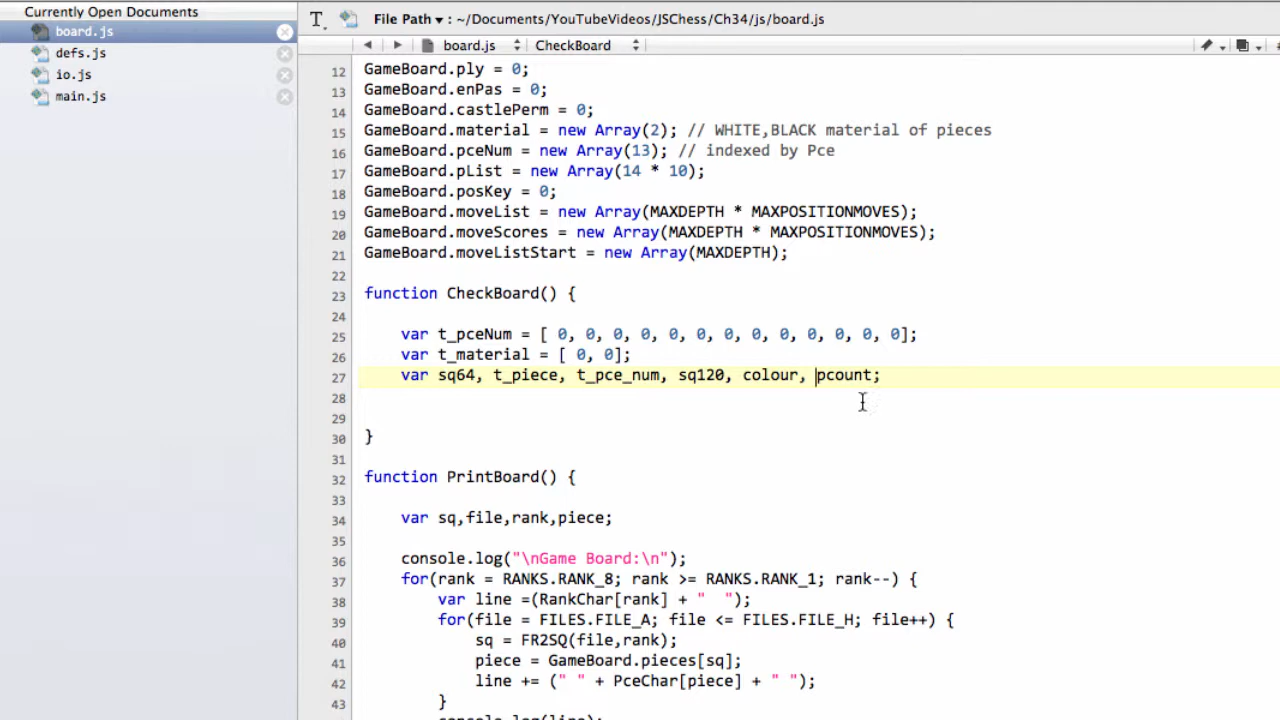 Currently Open Documents
board.js
defs.js
io.js
main.js
T File Path ▾ : ~/Documents/YouTubeVideos/JSChess/Ch34/js/board.js
board.js CheckBoard
12 GameBoard.ply = 0;
13 GameBoard.enPas = 0;
14 GameBoard.castlePerm = 0;
15 GameBoard.material = new Array(2); // WHITE,BLACK material of pieces
16 GameBoard.pceNum = new Array(13); // indexed by Pce
17 GameBoard.pList = new Array(14 * 10);
18 GameBoard.posKey = 0;
19 GameBoard.moveList = new Array(MAXDEPTH * MAXPOSITIONMOVES);
20 GameBoard.moveScores = new Array(MAXDEPTH * MAXPOSITIONMOVES);
21 GameBoard.moveListStart = new Array(MAXDEPTH);
22
23 function CheckBoard() {
24
25 var t_pceNum = [ 0, 0, 0, 0, 0, 0, 0, 0, 0, 0, 0, 0, 0];
26 var t_material = [ 0, 0];
27 var sq64, t_piece, t_pce_num, sq120, colour, pcount;
28
29
30 }
31
32 function PrintBoard() {
33
34 var sq,file,rank,piece;
35
36 console.log("\nGame Board:\n");
37 for(rank = RANKS.RANK_8; rank >= RANKS.RANK_1; rank--) {
38 var line =(RankChar[rank] + "  ");
39 for(file = FILES.FILE_A; file <= FILES.FILE_H; file++) {
40 sq = FR2SQ(file,rank);
41 piece = GameBoard.pieces[sq];
42 line += (" " + PceChar[piece] + " ");
43 }
console.log(line);